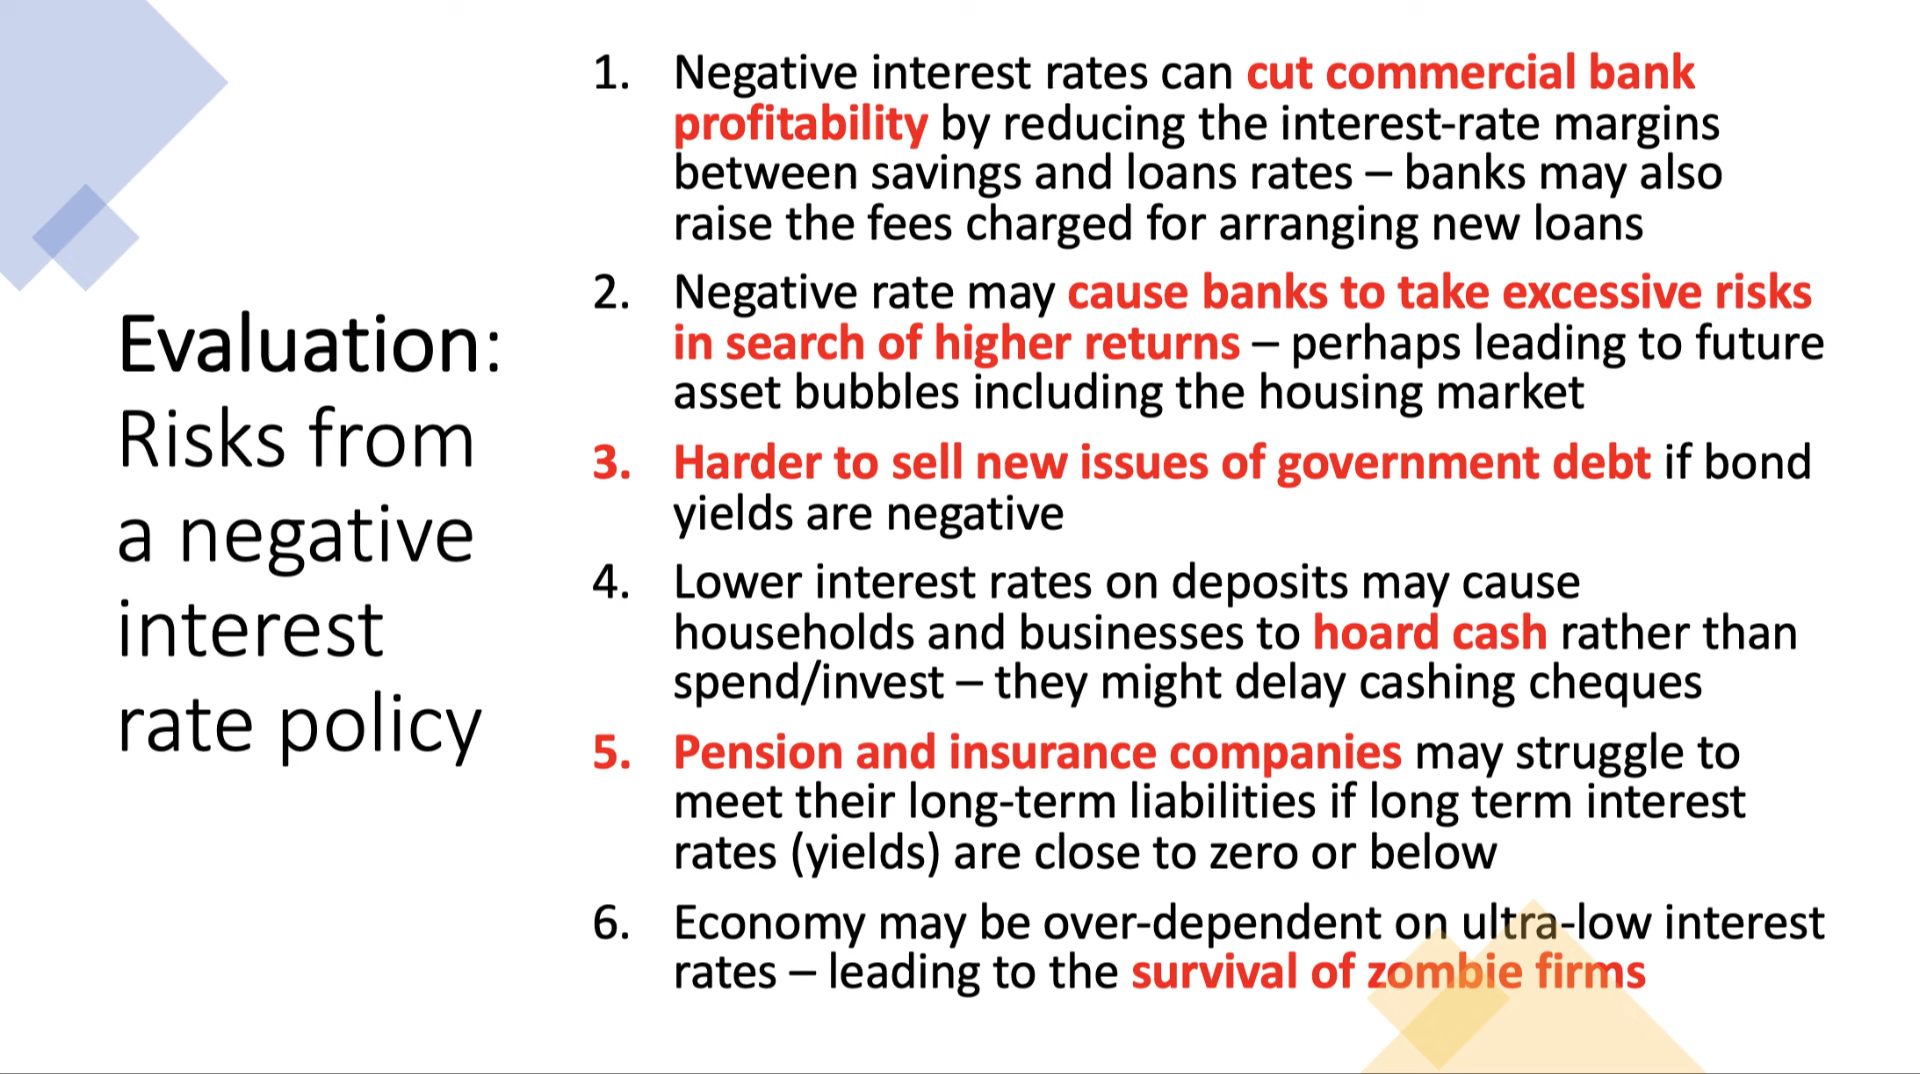 Evaluation:
Risks from
a negative
interest
rate policy
1. Negative interest rates can cut commercial bank
profitability by reducing the interest-rate margins
between savings and loans rates – banks may also
raise the fees charged for arranging new loans
2. Negative rate may cause banks to take excessive risks
in search of higher returns – perhaps leading to future
asset bubbles including the housing market
3. Harder to sell new issues of government debt if bond
yields are negative
4. Lower interest rates on deposits may cause
households and businesses to hoard cash rather than
spend/invest – they might delay cashing cheques
5. Pension and insurance companies may struggle to
meet their long-term liabilities if long term interest
rates (yields) are close to zero or below
6. Economy may be over-dependent on ultra-low interest
rates – leading to the survival of zombie firms